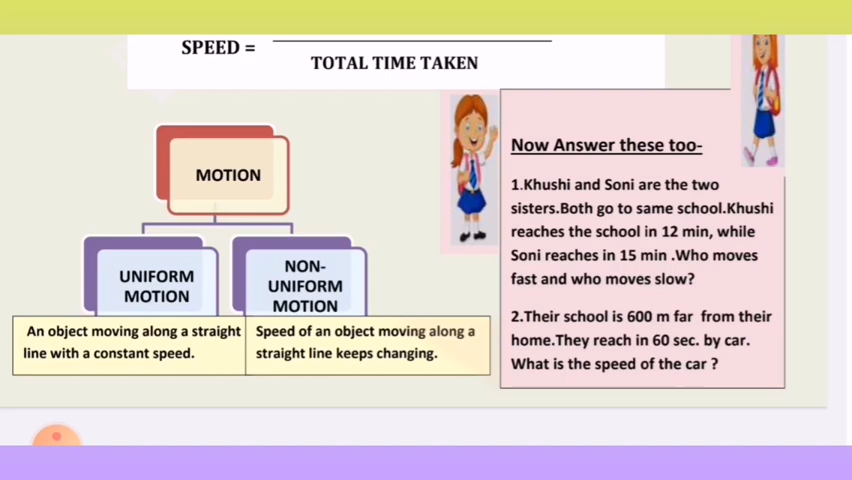 SPEED =
TOTAL TIME TAKEN
MOTION
UNIFORM
MOTION
NON-
UNIFORM
MOTION
An object moving along a straight
line with a constant speed.
Speed of an object moving along a
straight line keeps changing.
Now Answer these too-
1.Khushi and Soni are the two
sisters.Both go to same school.Khushi
reaches the school in 12 min, while
Soni reaches in 15 min .Who moves
fast and who moves slow?
2.Their school is 600 m far from their
home.They reach in 60 sec. by car.
What is the speed of the car ?